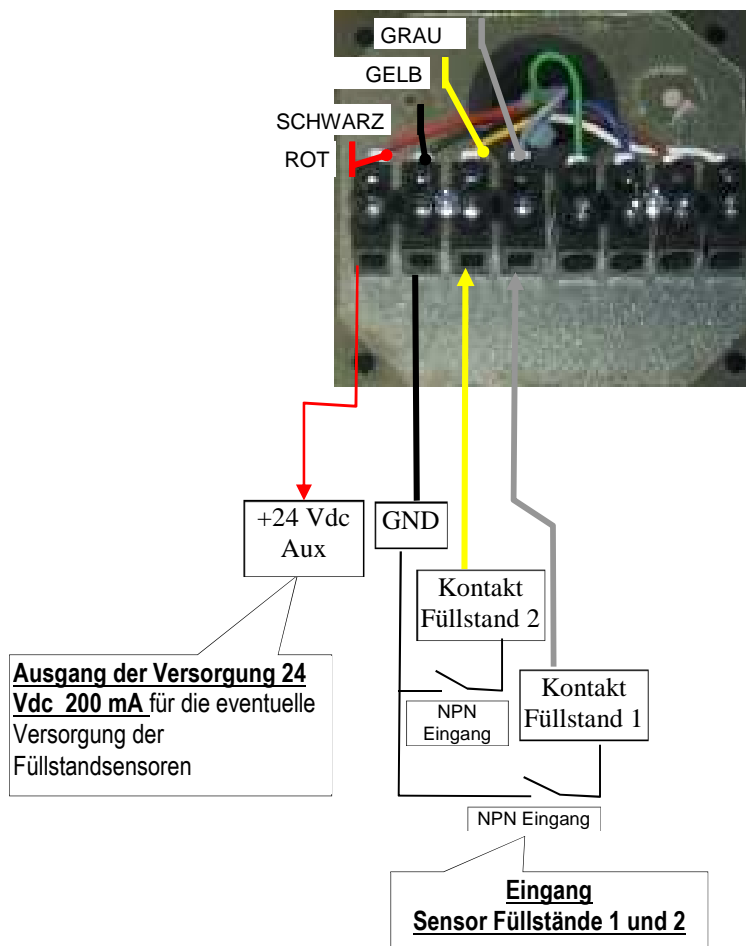 GRAU
GELB
SCHWARZ
ROT
+24 Vdc
Aux
GND
Kontakt
Füllstand 2
Ausgang der Versorgung 24
Vdc 200 mA für die eventuelle
Versorgung der
Füllstandsensoren
NPN
Eingang
Kontakt
Füllstand 1
NPN Eingang
Eingang
Sensor Füllstände 1 und 2